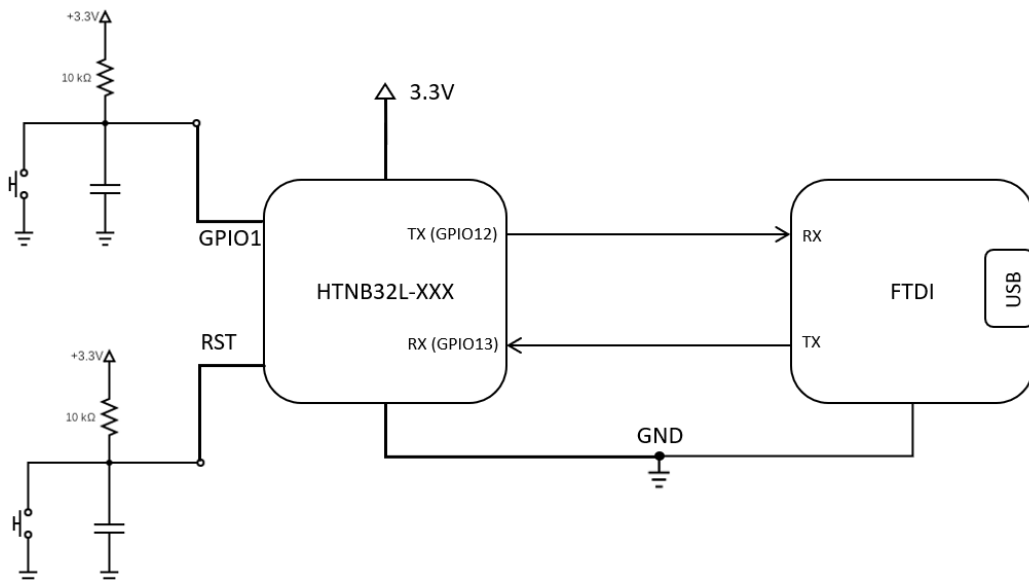 +3.3V
10 kΩ
3.3V
GPIO1
TX (GPIO12)
RX
HTNB32L-XXX
FTDI
USB
RST
RX (GPIO13)
TX
+3.3V
10 kΩ
GND